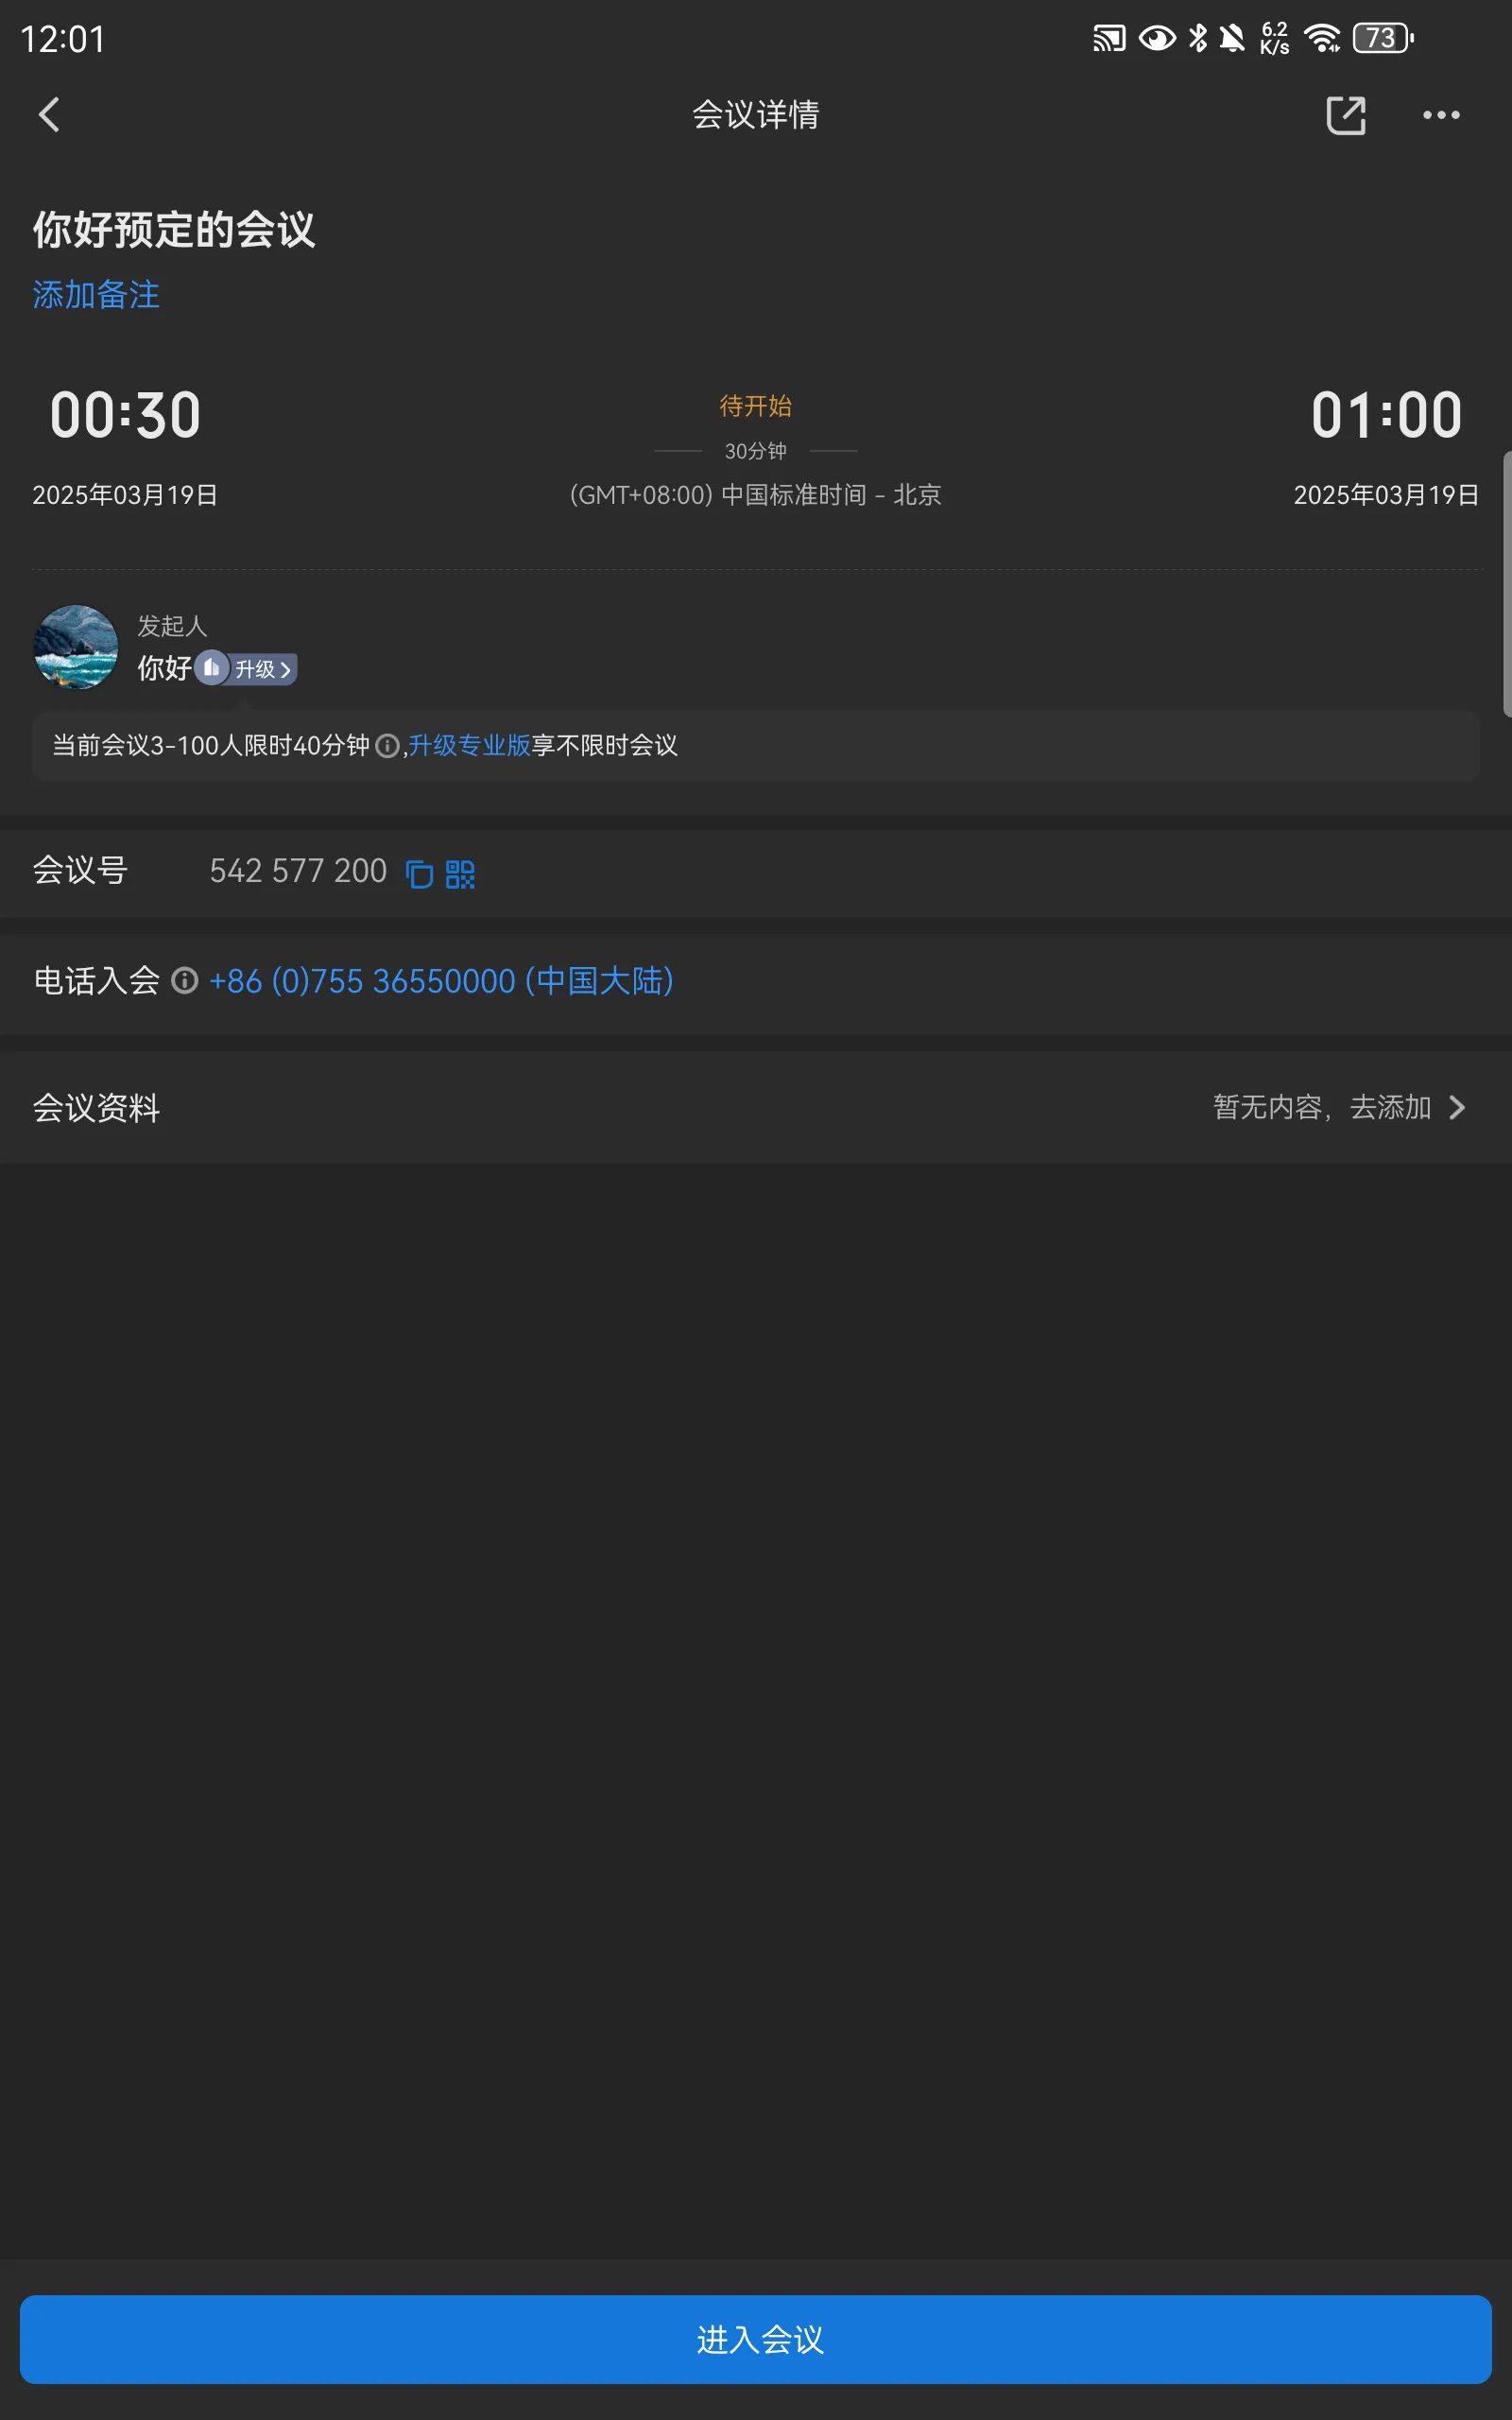 12:01
6.2 K/s
73
会议详情
你好预定的会议
添加备注
00:30
待开始
01:00
30分钟
2025年03月19日
(GMT+08:00) 中国标准时间 - 北京
2025年03月19日
发起人
你好 升级
当前会议3-100人限时40分钟,升级专业版享不限时会议
会议号 542 577 200
电话入会 +86 (0)755 36550000 (中国大陆)
会议资料 暂无内容，去添加
进入会议